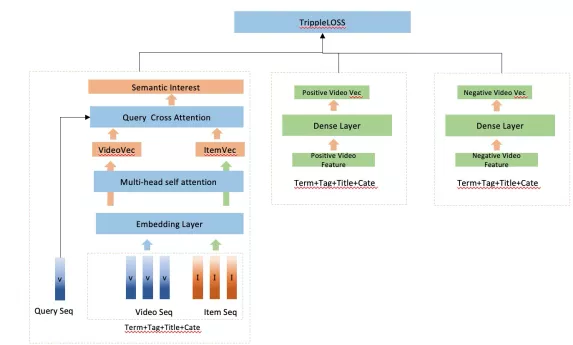 TrippleLOSS
Semantic Interest
Query Cross Attention
VideoVec
ItemVec
Multi-head self attention
Embedding Layer
V
V
V
V
I
I
I
Query Seq
Video Seq
Item Seq
Term+Tag+Title+Cate
Positive Video Vec
Dense Layer
Positive Video
Feature
Term+Tag+Title+Cate
Negative Video Vec
Dense Layer
Negative Video
Feature
Term+Tag+Title+Cate